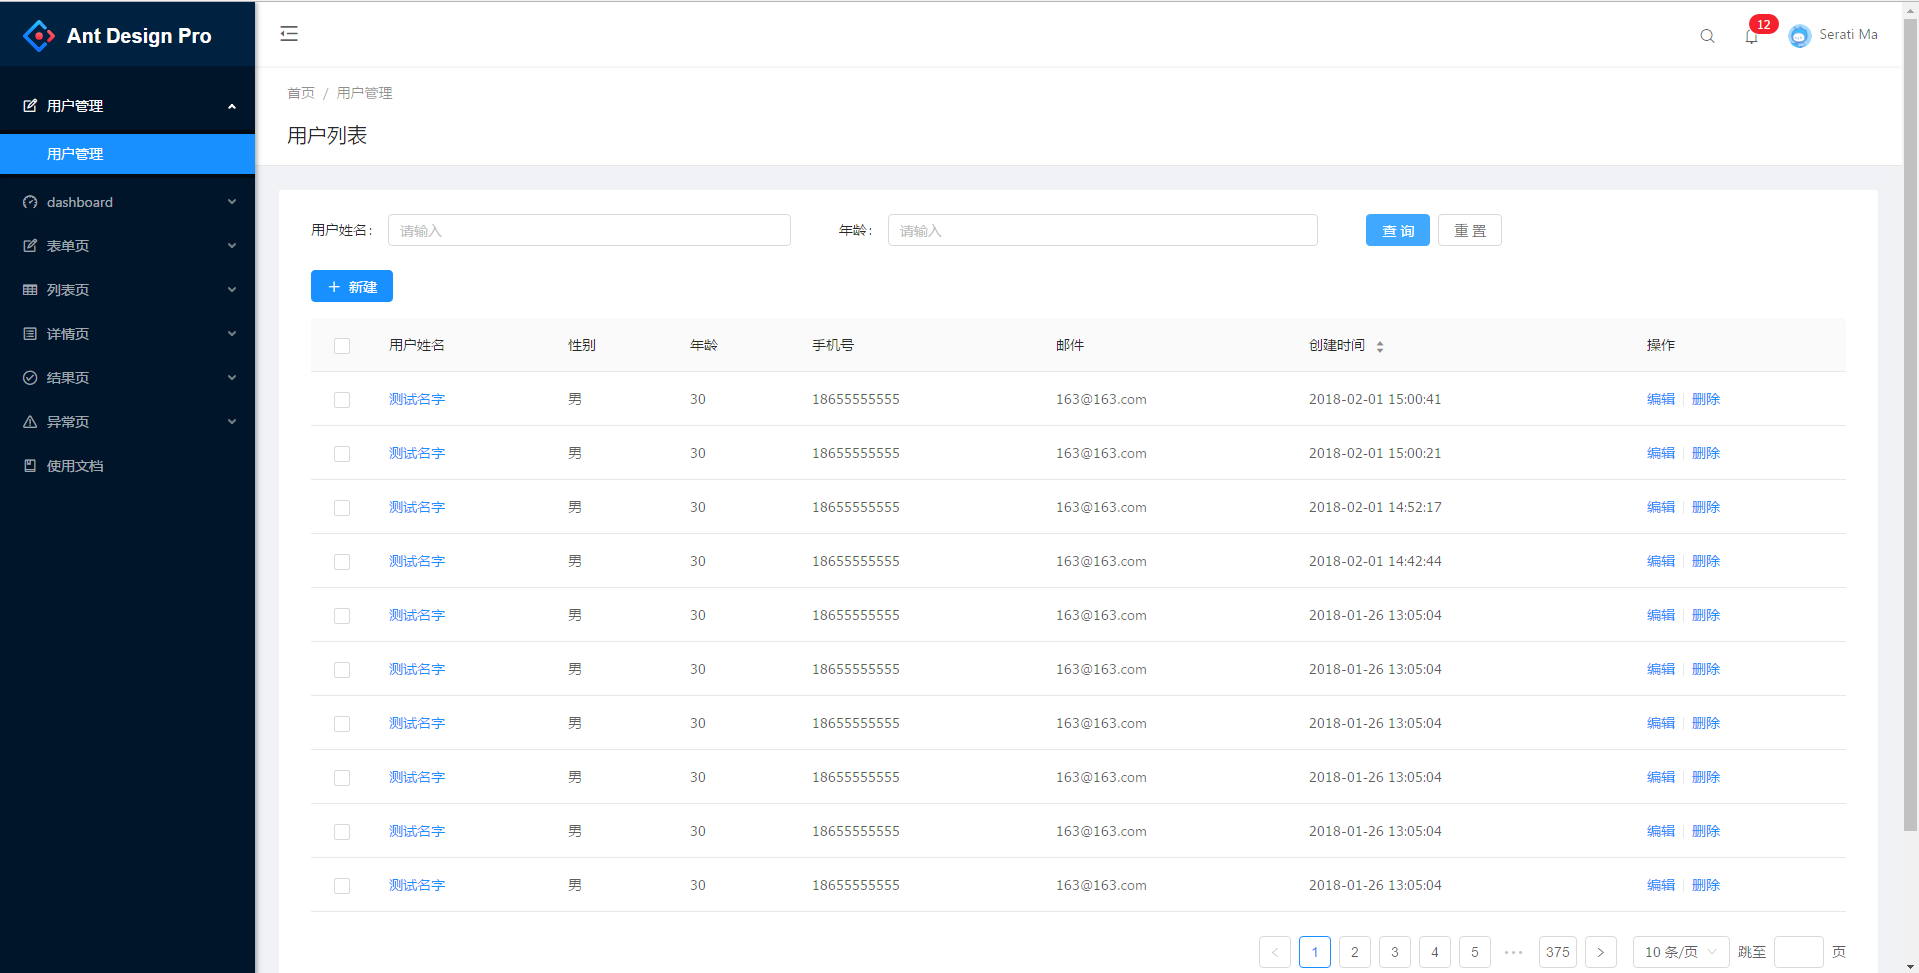 Ant Design Pro
12
Serati Ma
用户管理
用户管理
dashboard
表单页
列表页
详情页
结果页
异常页
使用文档
首页 / 用户管理
用户列表
用户姓名: 请输入 年龄: 请输入 查 询 重 置
+ 新建
用户姓名 性别 年龄 手机号 邮件 创建时间 操作
测试名字 男 30 18655555555 163@163.com 2018-02-01 15:00:41 编辑 删除
测试名字 男 30 18655555555 163@163.com 2018-02-01 15:00:21 编辑 删除
测试名字 男 30 18655555555 163@163.com 2018-02-01 14:52:17 编辑 删除
测试名字 男 30 18655555555 163@163.com 2018-02-01 14:42:44 编辑 删除
测试名字 男 30 18655555555 163@163.com 2018-01-26 13:05:04 编辑 删除
测试名字 男 30 18655555555 163@163.com 2018-01-26 13:05:04 编辑 删除
测试名字 男 30 18655555555 163@163.com 2018-01-26 13:05:04 编辑 删除
测试名字 男 30 18655555555 163@163.com 2018-01-26 13:05:04 编辑 删除
测试名字 男 30 18655555555 163@163.com 2018-01-26 13:05:04 编辑 删除
测试名字 男 30 18655555555 163@163.com 2018-01-26 13:05:04 编辑 删除
< 1 2 3 4 5 ••• 375 > 10 条/页 跳至 页